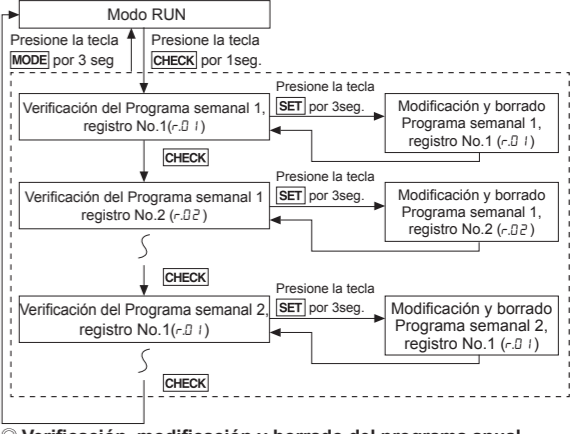 Modo RUN
Presione la tecla
MODE por 3 seg
Presione la tecla
CHECK por 1seg.
Verificación del Programa semanal 1,
registro No.1(r.01)
Presione la tecla
SET por 3seg.
Modificación y borrado
Programa semanal 1,
registro No.1 (r.01)
CHECK
Verificación del Programa semanal 1
registro No.2 (r.02)
Presione la tecla
SET por 3seg.
Modificación y borrado
Programa semanal 1,
registro No.2 (r.02)
CHECK
Verificación del Programa semanal 2,
registro No.1(r.01)
Presione la tecla
SET por 3seg.
Modificación y borrado
Programa semanal 2,
registro No.1 (r.01)
CHECK
◎ Verificación, modificación y borrado del programa anual